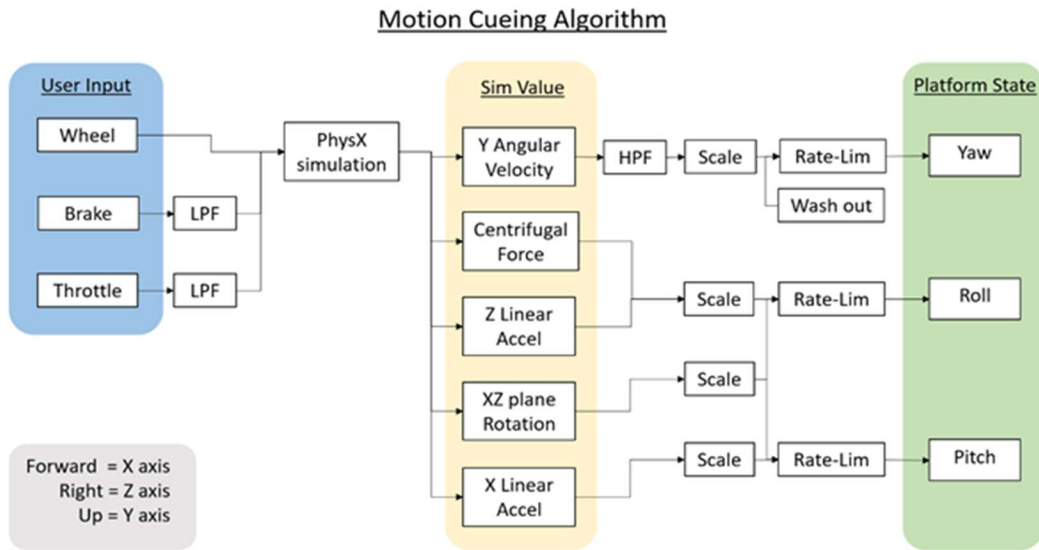 Motion Cueing Algorithm
User Input
Wheel
Brake
LPF
Throttle
LPF
PhysX
simulation
Sim Value
Y Angular
Velocity
HPF
Scale
Rate-Lim
Wash out
Centrifugal
Force
Z Linear
Accel
Scale
Rate-Lim
XZ plane
Rotation
Scale
X Linear
Accel
Scale
Rate-Lim
Platform State
Yaw
Roll
Pitch
Forward = X axis
Right = Z axis
Up = Y axis